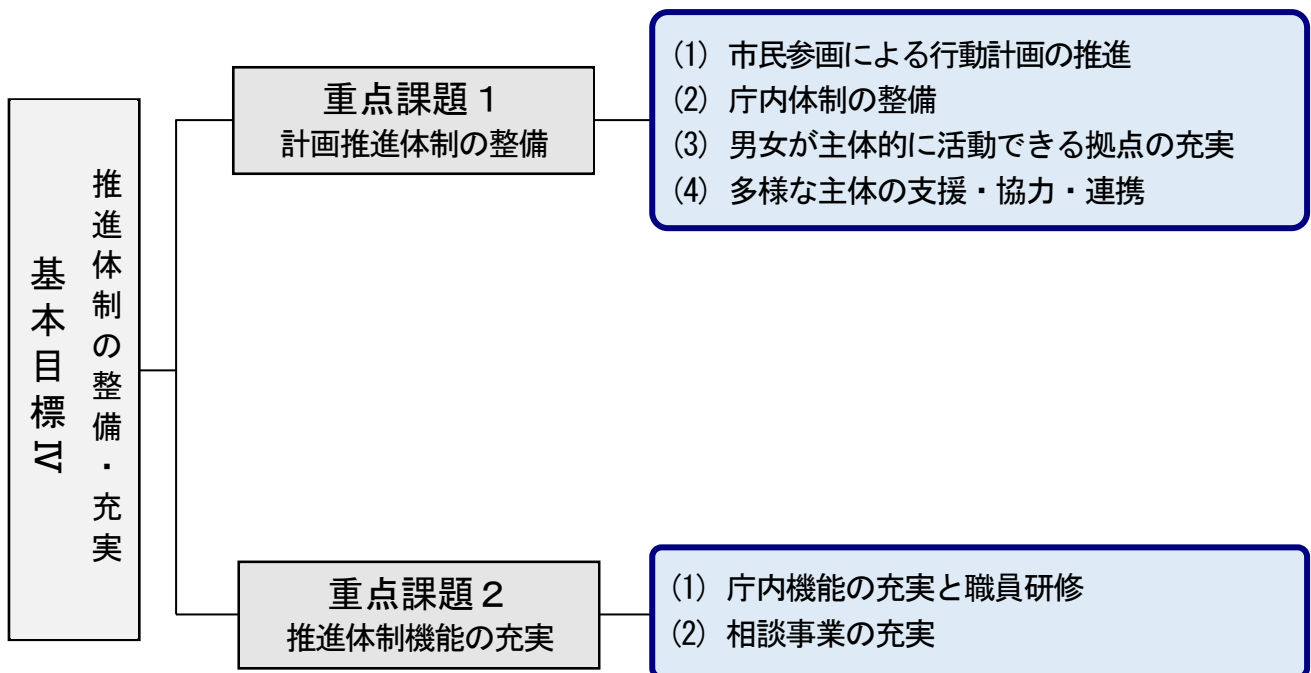 基本目標Ⅳ
推進体制の整備・充実
重点課題１
計画推進体制の整備
(1) 市民参画による行動計画の推進
(2) 庁内体制の整備
(3) 男女が主体的に活動できる拠点の充実
(4) 多様な主体の支援・協力・連携
重点課題２
推進体制機能の充実
(1) 庁内機能の充実と職員研修
(2) 相談事業の充実